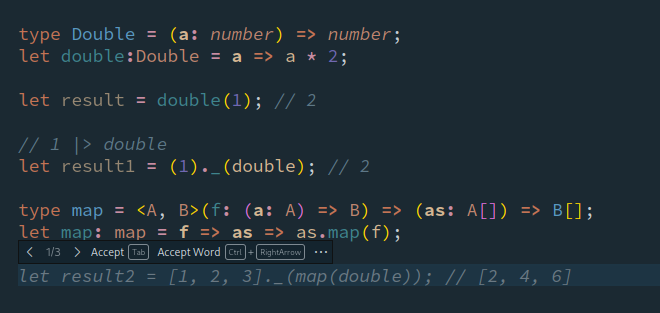 type Double = (a: number) => number;
let double:Double = a => a * 2;
let result = double(1); // 2
// 1 |> double
let result1 = (1)._(double); // 2
type map = <A, B>(f: (a: A) => B) => (as: A[]) => B[];
let map: map = f => as => as.map(f);
< 1/3 > Accept Tab Accept Word Ctrl + RightArrow ···
let result2 = [1, 2, 3]._(map(double)); // [2, 4, 6]